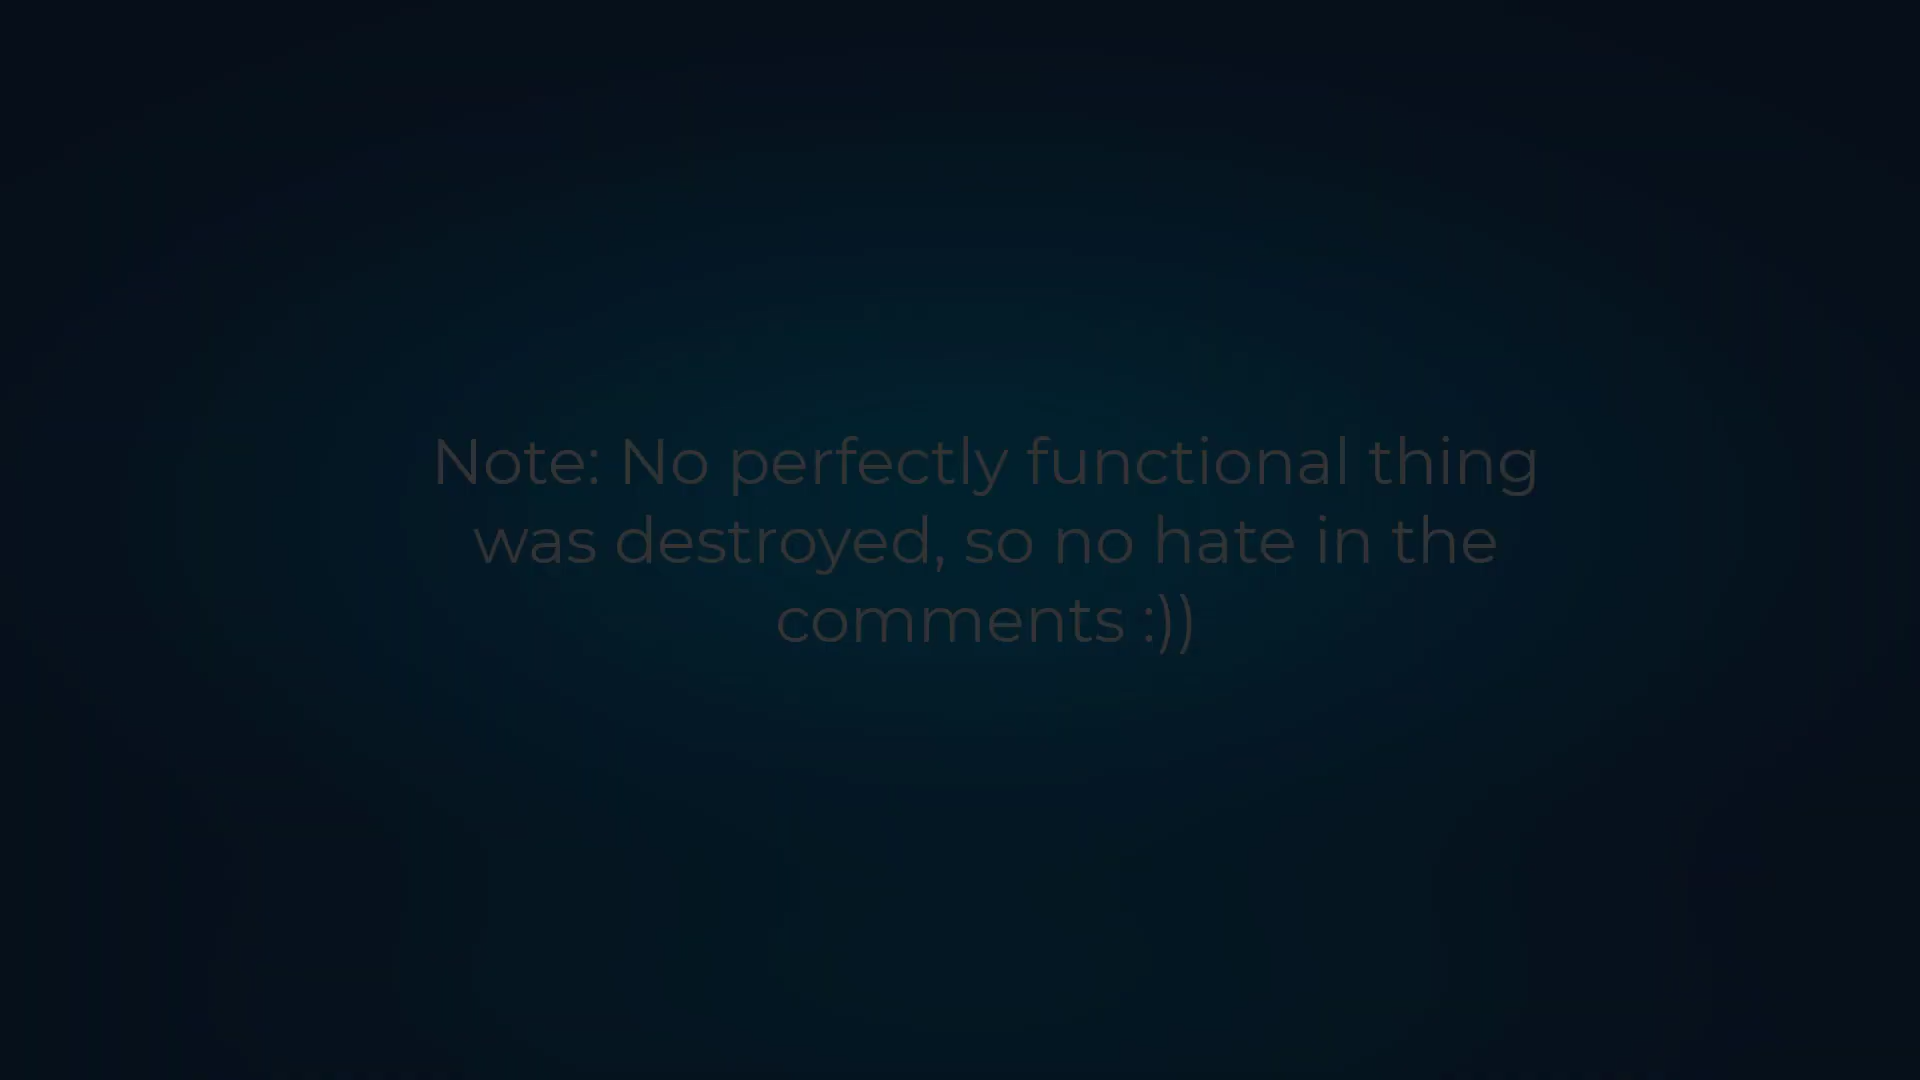 Note: No perfectly functional thing
was destroyed, so no hate in the
comments :))